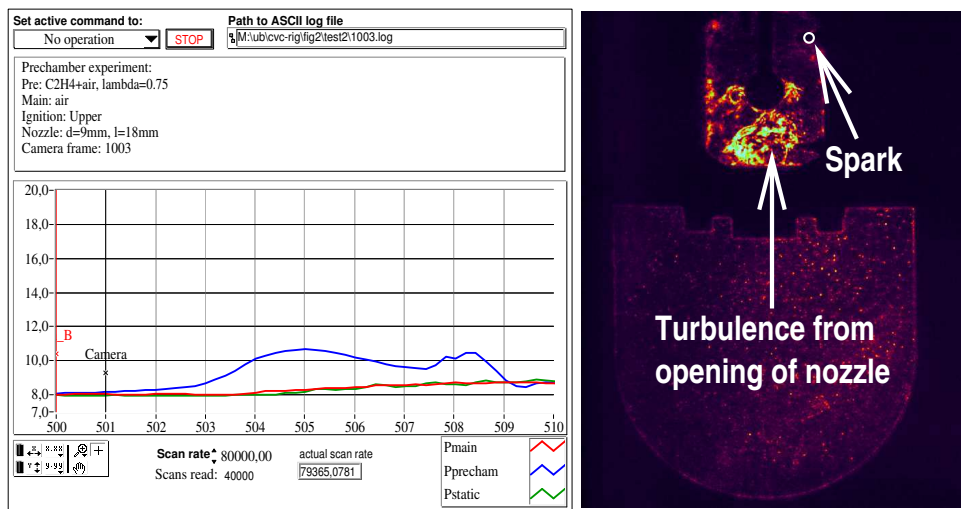 Set active command to:
Path to ASCII log file
No operation
STOP
M:\ub\cvc-rig\fig2\test2\1003.log
Prechamber experiment:
Pre: C2H4+air, lambda=0.75
Main: air
Ignition: Upper
Nozzle: d=9mm, l=18mm
Camera frame: 1003
20,0
18,0
16,0
14,0
12,0
10,0
8,0
7,0
_B
Camera
500 501 502 503 504 505 506 507 508 509 510
Scan rate 80000,00
Scans read: 40000
actual scan rate
79365,0781
Pmain
Pprecham
Pstatic
Spark
Turbulence from
opening of nozzle